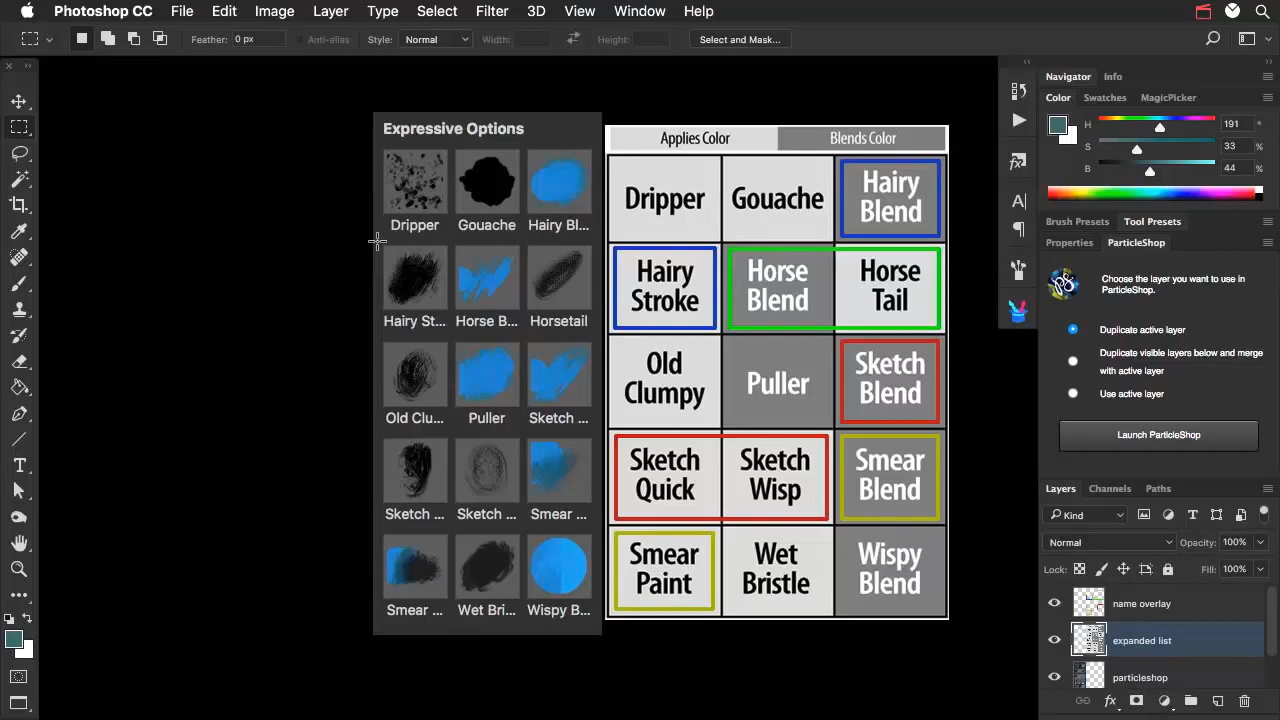 Photoshop CC File Edit Image Layer Type Select Filter 3D View Window Help
Feather: 0 px Anti-alias Style: Normal Width: Height: Select and Mask...
Expressive Options
Dripper Gouache Hairy Bl...
Hairy St... Horse B... Horsetail
Old Clu... Puller Sketch ...
Sketch ... Sketch ... Smear ...
Smear ... Wet Bri... Wispy B...
Applies Color Blends Color
Dripper Gouache Hairy Blend
Hairy Stroke Horse Blend Horse Tail
Old Clumpy Puller Sketch Blend
Sketch Quick Sketch Wisp Smear Blend
Smear Paint Wet Bristle Wispy Blend
Navigator Info
Color Swatches MagicPicker
H 191 °
S 33 %
B 44 %
Brush Presets Tool Presets
Properties ParticleShop
Choose the layer you want to use in
ParticleShop.
Duplicate active layer
Duplicate visible layers below and merge
with active layer
Use active layer
Launch ParticleShop
Layers Channels Paths
Kind
Normal Opacity: 100%
Lock: Fill: 100%
name overlay
expanded list
particleshop